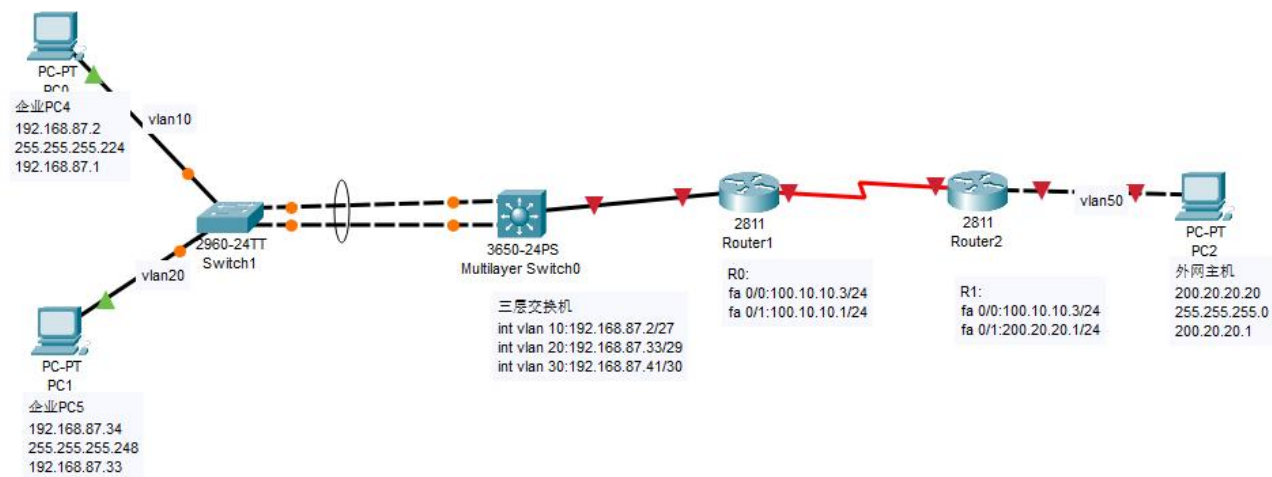 PC-PT
PC0
企业PC4
192.168.87.2
255.255.255.224
192.168.87.1
vlan10
2960-24TT
Switch1
vlan20
PC-PT
PC1
企业PC5
192.168.87.34
255.255.255.248
192.168.87.33
3650-24PS
Multilayer Switch0
三层交换机
int vlan 10:192.168.87.2/27
int vlan 20:192.168.87.33/29
int vlan 30:192.168.87.41/30
2811
Router1
R0:
fa 0/0:100.10.10.3/24
fa 0/1:100.10.10.1/24
2811
Router2
R1:
fa 0/0:100.10.10.3/24
fa 0/1:200.20.20.1/24
vlan50
PC-PT
PC2
外网主机
200.20.20.20
255.255.255.0
200.20.20.1